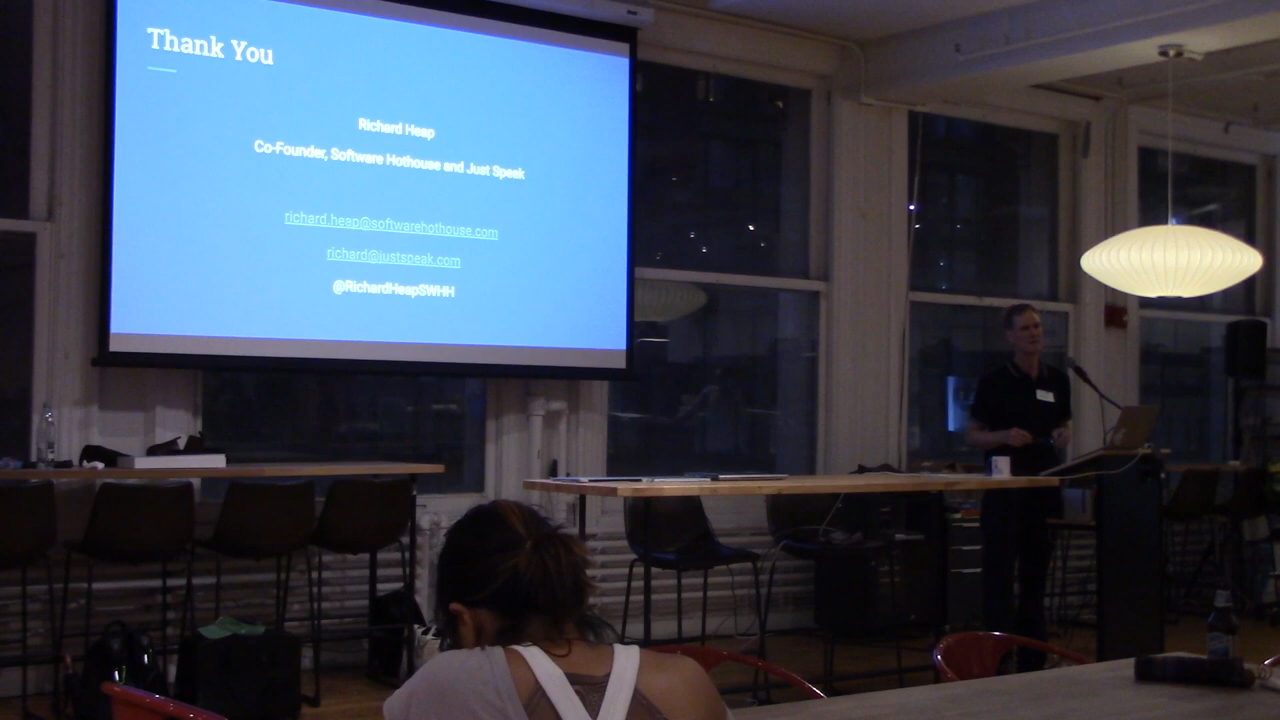 Thank You
Richard Heap
Co-Founder, Software Hothouse and Just Speak
richard.heap@softwarehothouse.com
richard@justspeak.com
@RichardHeapSWHH